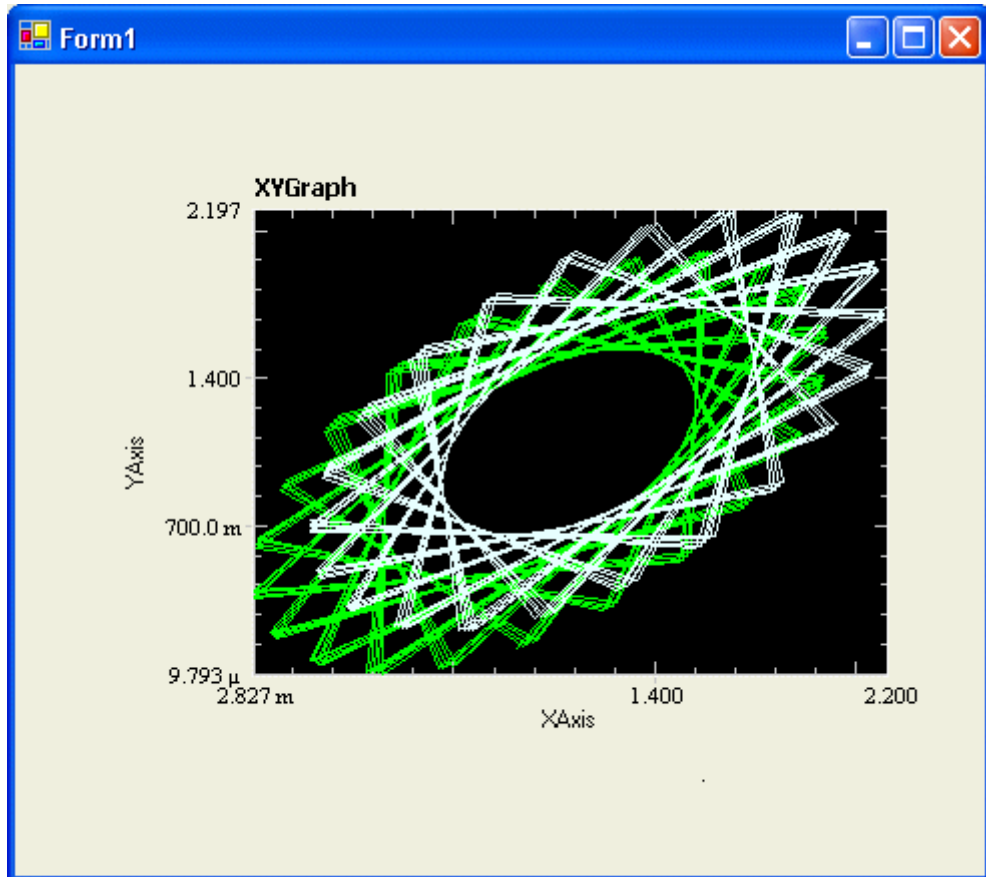 Form1
XYGraph
2.197
1.400
YAxis
700.0 m
9.793 µ
2.827 m
1.400
2.200
XAxis